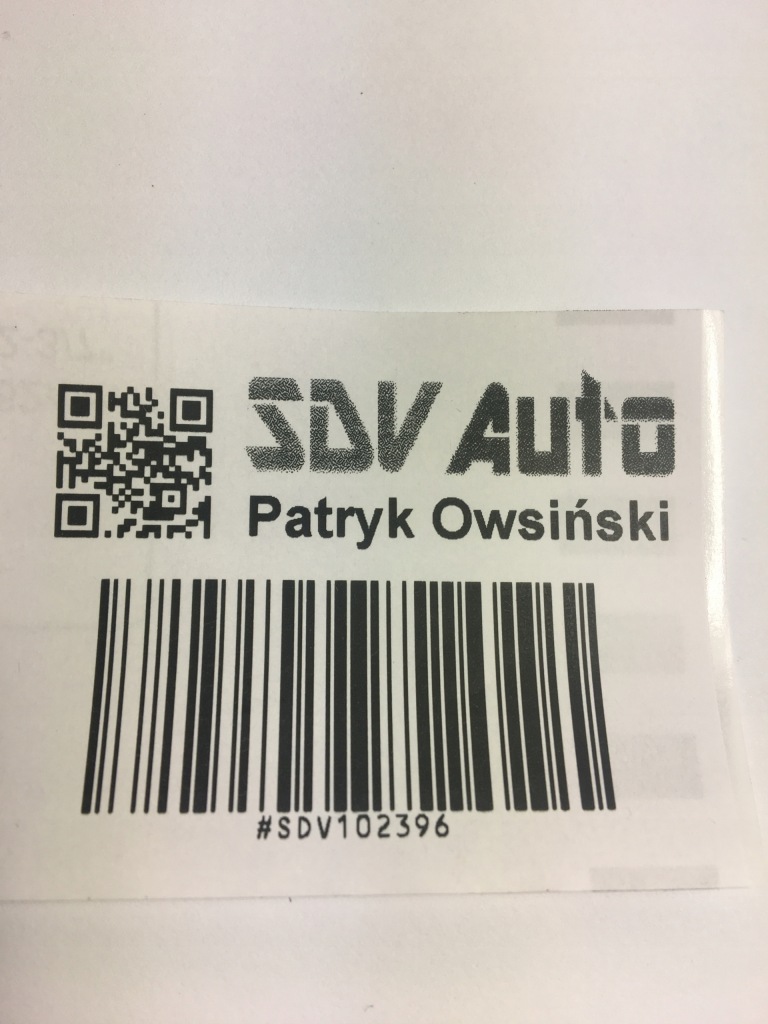 SDV Auto
Patryk Owsiński
#SDV102396